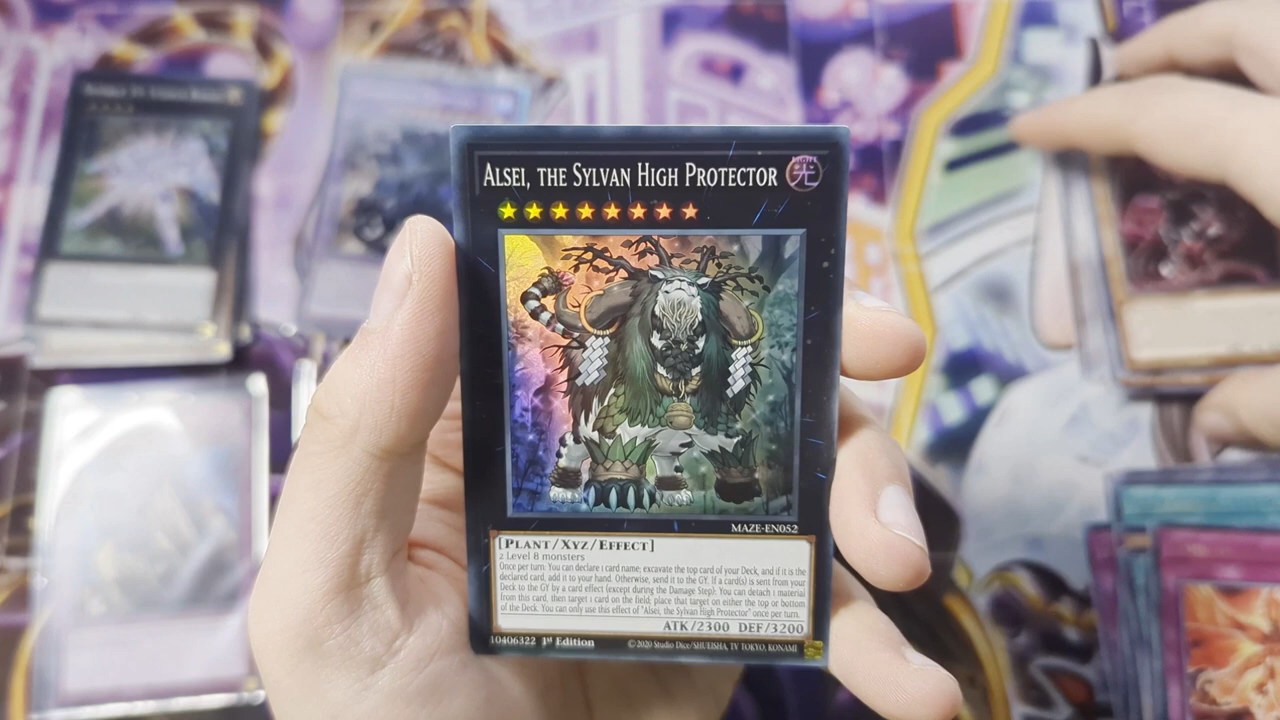 ALSEI, THE SYLVAN HIGH PROTECTOR
LIGHT
光
MAZE-EN052
[PLANT/XYZ/EFFECT]
2 Level 8 monsters
Once per turn: You can declare 1 card name; excavate the top card of your Deck, and if it is the
declared card, add it to your hand. Otherwise, send it to the GY. If a card(s) is sent from your
Deck to the GY by a card effect (except during the Damage Step): You can detach 1 material
from this card, then target 1 card on the field; place that target on either the top or bottom
of the Deck. You can only use this effect of "Alsei, the Sylvan High Protector" once per turn.
ATK/2300 DEF/3200
10406322 1st Edition
©2020 Studio Dice/SHUEISHA, TV TOKYO, KONAMI